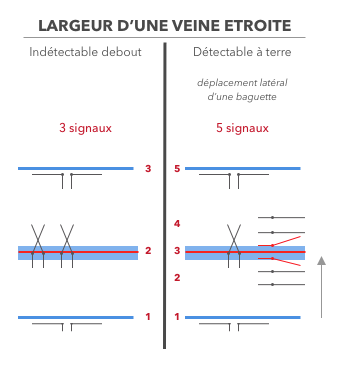 LARGEUR D'UNE VEINE ETROITE
Indétectable debout
Détectable à terre
déplacement latéral
d'une baguette
3 signaux
5 signaux
3
2
1
5
4
3
2
1